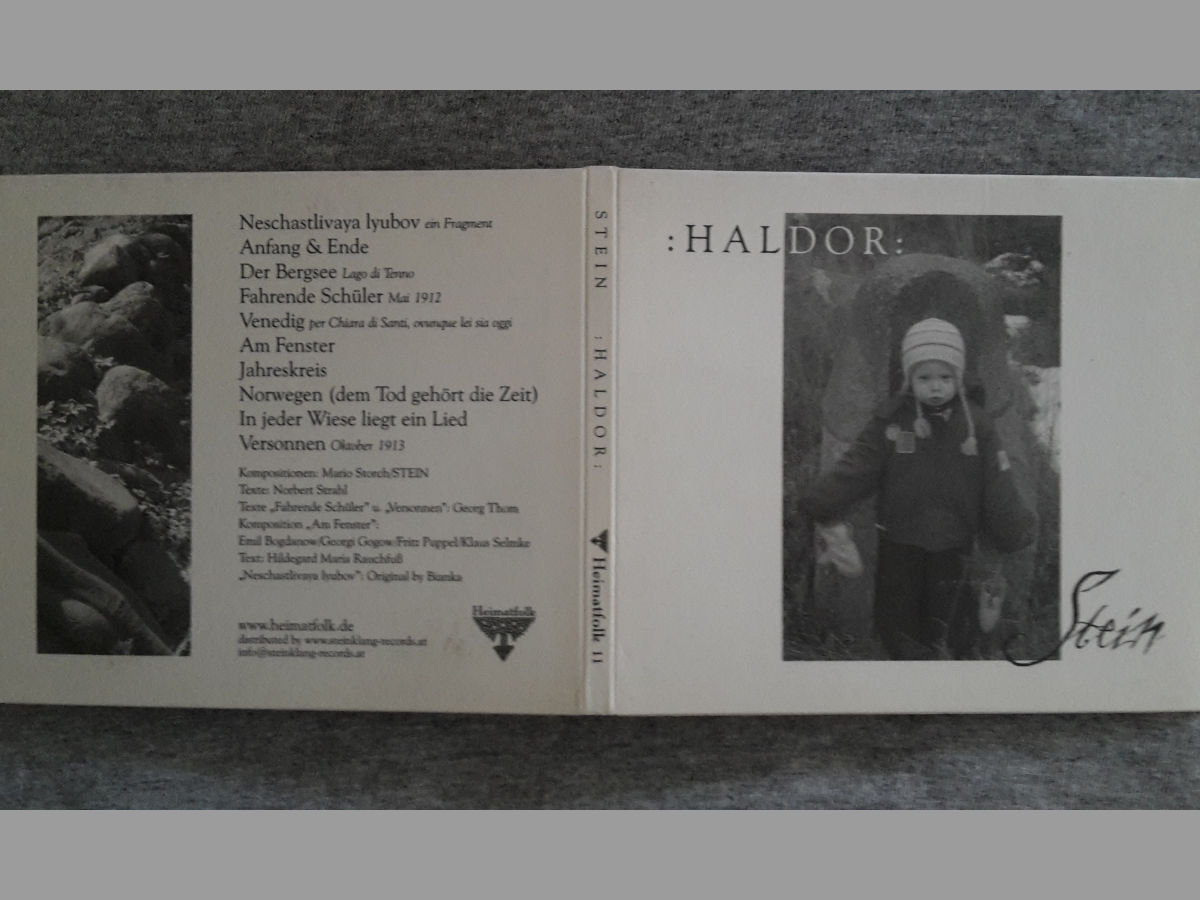 Neschastlivaya lyubov ein Fragment
Anfang & Ende
Der Bergsee Lago di Tenno
Fahrende Schüler Mai 1912
Venedig per Chiara di Santi, ovunque lei sia oggi
Am Fenster
Jahreskreis
Norwegen (dem Tod gehört die Zeit)
In jeder Wiese liegt ein Lied
Versonnen Oktober 1913
Kompositionen: Mario Storch/STEIN
Texte: Norbert Strahl
Texte „Fahrende Schüler" u. „Versonnen": Georg Thom
Komposition „Am Fenster":
Emil Bogdanow/Georgi Gogow/Fritz Puppel/Klaus Selmke
Text: Hildegard Maria Rauchfuß
„Neschastlivaya lyubov": Original by Bianka
www.heimatfolk.de
distributed by www.steinklang-records.at
info@steinklang-records.at
Heimatfolk
STEIN :HALDOR: Heimatfolk 11
:HALDOR:
Stein